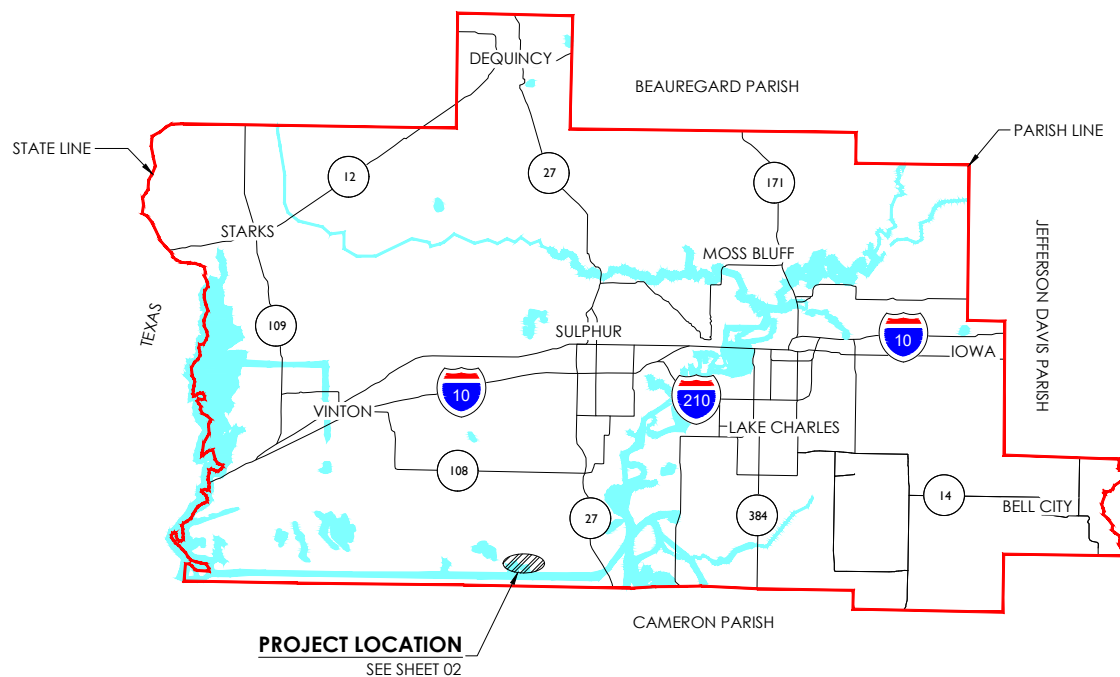 DEQUINCY
BEAUREGARD PARISH
STATE LINE
PARISH LINE
12
27
171
STARKS
MOSS BLUFF
JEFFERSON DAVIS PARISH
TEXAS
109
SULPHUR
10
IOWA
10
210
VINTON
LAKE CHARLES
108
14
BELL CITY
27
384
PROJECT LOCATION
SEE SHEET 02
CAMERON PARISH